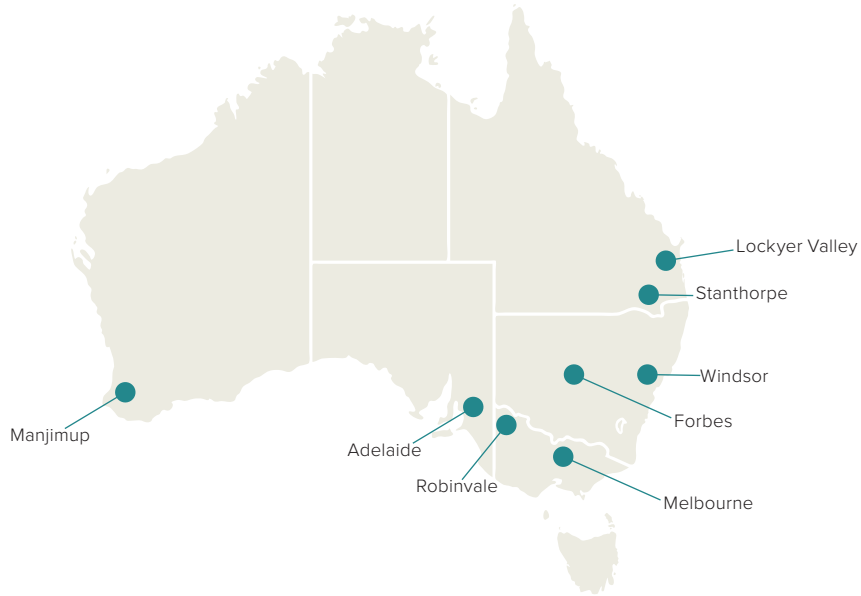 Lockyer Valley
Stanthorpe
Windsor
Forbes
Manjimup
Adelaide
Robinvale
Melbourne